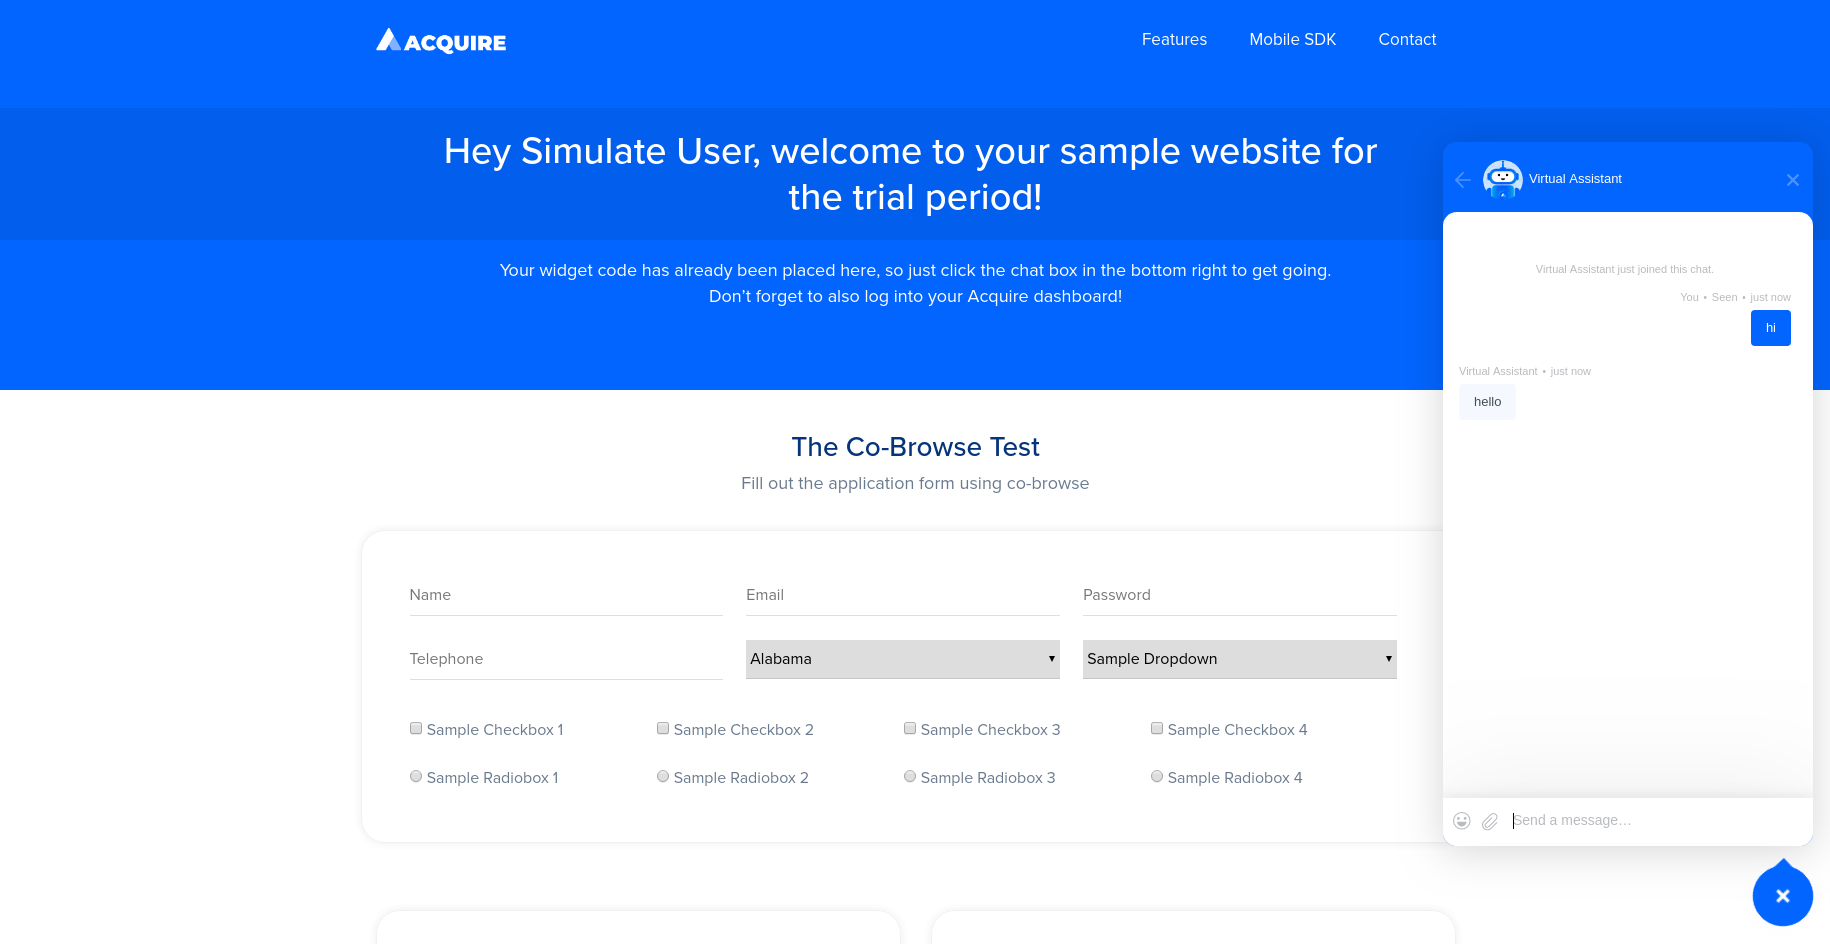 ACQUIRE
Features
Mobile SDK
Contact
Hey Simulate User, welcome to your sample website for
the trial period!
Your widget code has already been placed here, so just click the chat box in the bottom right to get going.
Don’t forget to also log into your Acquire dashboard!
The Co-Browse Test
Fill out the application form using co-browse
Name
Email
Password
Telephone
Alabama
Sample Dropdown
Sample Checkbox 1
Sample Checkbox 2
Sample Checkbox 3
Sample Checkbox 4
Sample Radiobox 1
Sample Radiobox 2
Sample Radiobox 3
Sample Radiobox 4
Virtual Assistant
Virtual Assistant just joined this chat.
You • Seen • just now
hi
Virtual Assistant • just now
hello
Send a message…